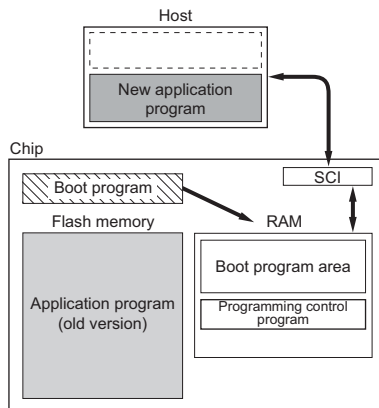 Host
New application
program
Chip
SCI
Boot program
Flash memory
RAM
Boot program area
Application program
(old version)
Programming control
program